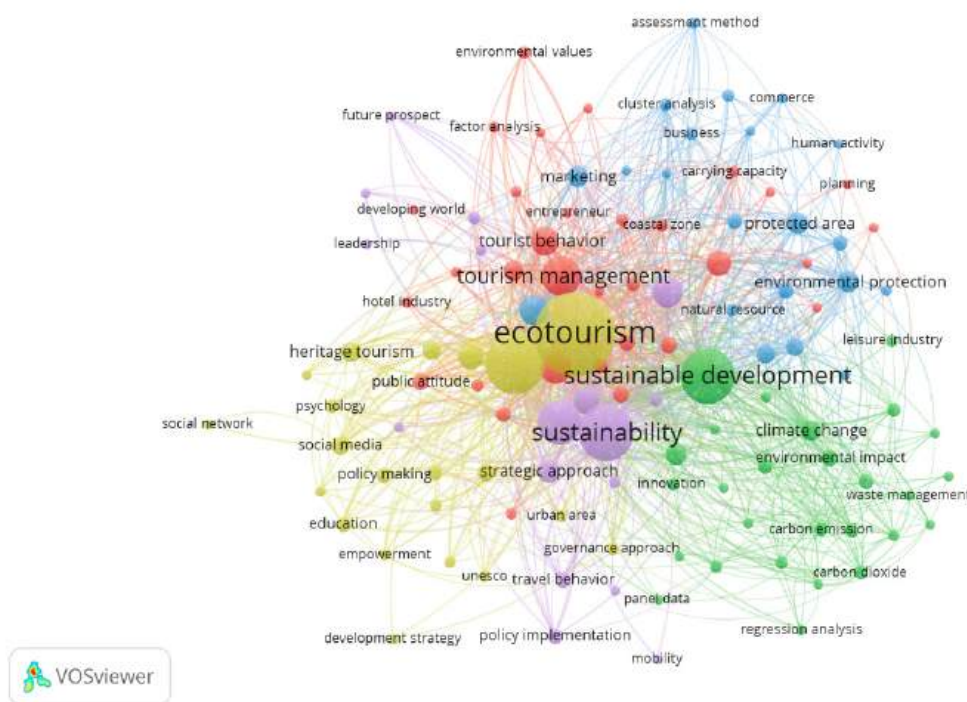 assessment method
environmental values
future prospect
cluster analysis
commerce
factor analysis
business
human activity
marketing
carrying capacity
planning
developing world
entrepreneur
coastal zone
protected area
leadership
tourist behavior
tourism management
environmental protection
hotel industry
natural resource
ecotourism
leisure industry
heritage tourism
public attitude
sustainable development
psychology
social network
social media
sustainability
climate change
policy making
strategic approach
environmental impact
innovation
waste management
education
urban area
carbon emission
empowerment
governance approach
unesco
travel behavior
carbon dioxide
panel data
development strategy
policy implementation
regression analysis
mobility
VOSviewer